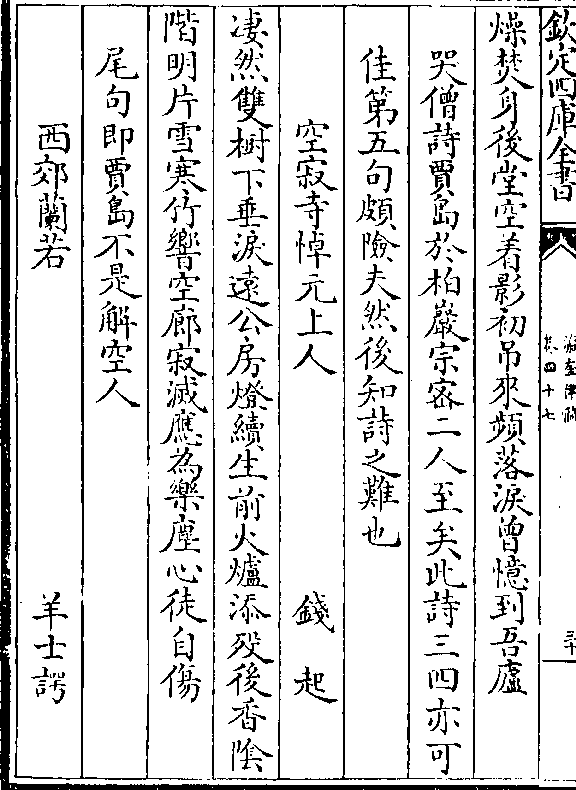 欽定四庫全書
瀛奎律髓
卷四十七
三十
燥焚身後堂空着影初吊來頻落淚曾憶到吾廬
哭僧詩賈島於柏巖宗密二人至矣此詩三四亦可
佳第五句頗險夫然後知詩之難也
空寂寺悼元上人 錢起
凄然雙樹下垂淚遠公房燈續生前火爐添殁後香陰
階明片雪寒竹響空廊寂滅應為樂塵心徒自傷
尾句即賈島不是解空人
西郊蘭若 羊士諤